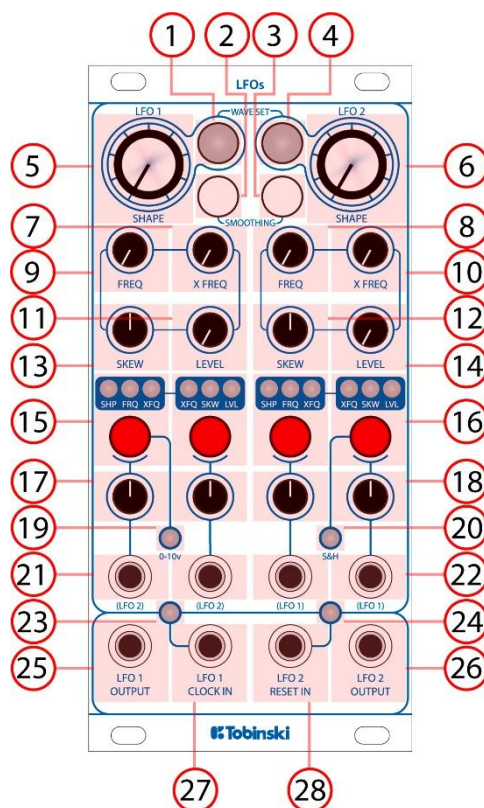 1 2 3 4
LFOs
LFO 1 WAVE SET LFO 2
5 6
SHAPE SHAPE
SMOOTHING
7 8
9 10
FREQ X FREQ FREQ X FREQ
11 12
SKEW LEVEL SKEW LEVEL
13 14
SHP FRQ XFQ XFQ SKW LVL SHP FRQ XFQ XFQ SKW LVL
15 16
17 18
19 20
0-10v S&H
21 22
(LFO 2) (LFO 2) (LFO 1) (LFO 1)
23 24
25 26
LFO 1 LFO 1 LFO 2 LFO 2
OUTPUT CLOCK IN RESET IN OUTPUT
Tobinski
27 28